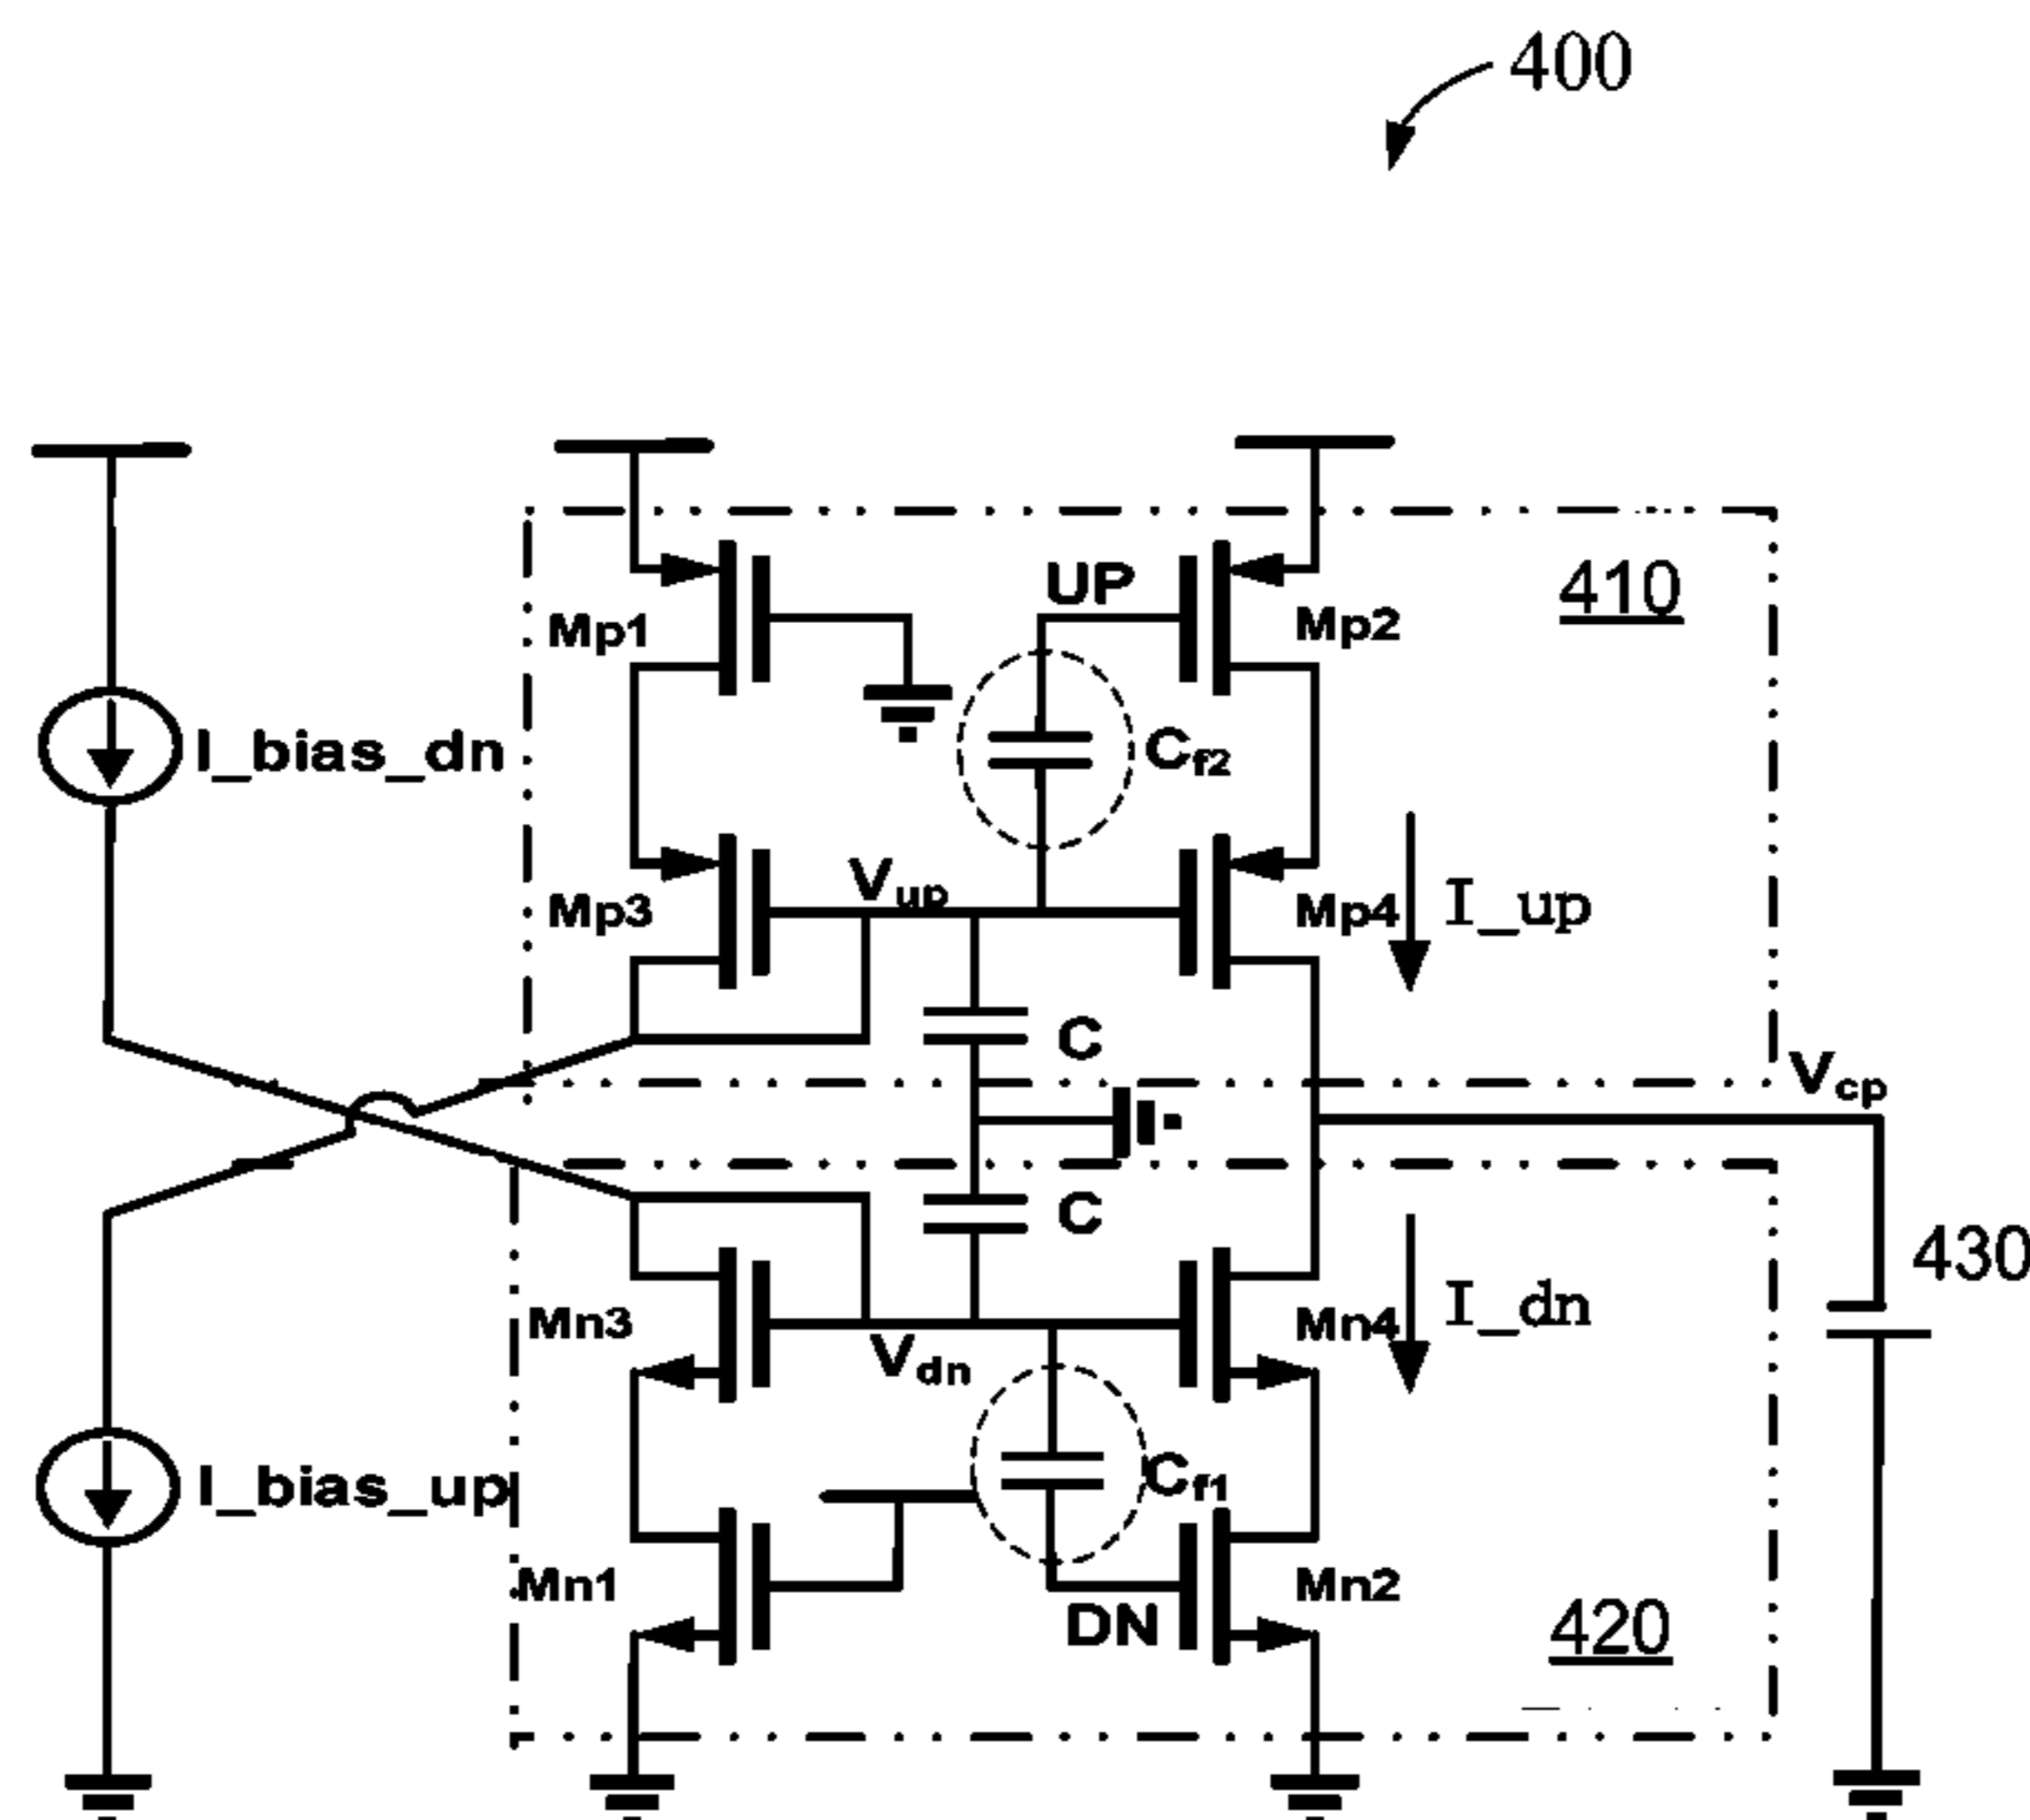 400
UP
410
Mp1
Mp2
I_bias_dn
Cf2
Vup
Mp3
Mp4
I_up
C
Vcp
C
430
Mn3
Mn4
I_dn
Vdn
I_bias_up
Cf1
Mn1
Mn2
DN
420